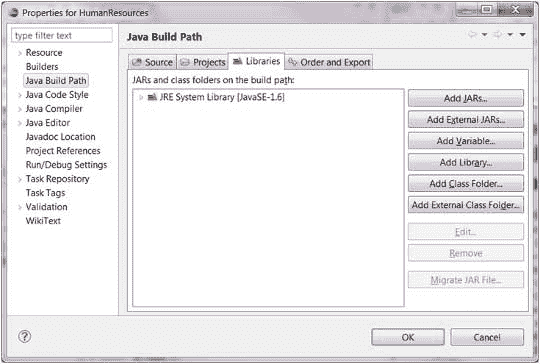 Properties for HumanResources
type filter text
Resource
Builders
Java Build Path
Java Code Style
Java Compiler
Java Editor
Javadoc Location
Project References
Run/Debug Settings
Task Repository
Task Tags
Validation
WikiText
Java Build Path
Source
Projects
Libraries
Order and Export
JARs and class folders on the build path:
JRE System Library [JavaSE-1.6]
Add JARs...
Add External JARs...
Add Variable...
Add Library...
Add Class Folder...
Add External Class Folder...
Edit...
Remove
Migrate JAR File...
OK
Cancel